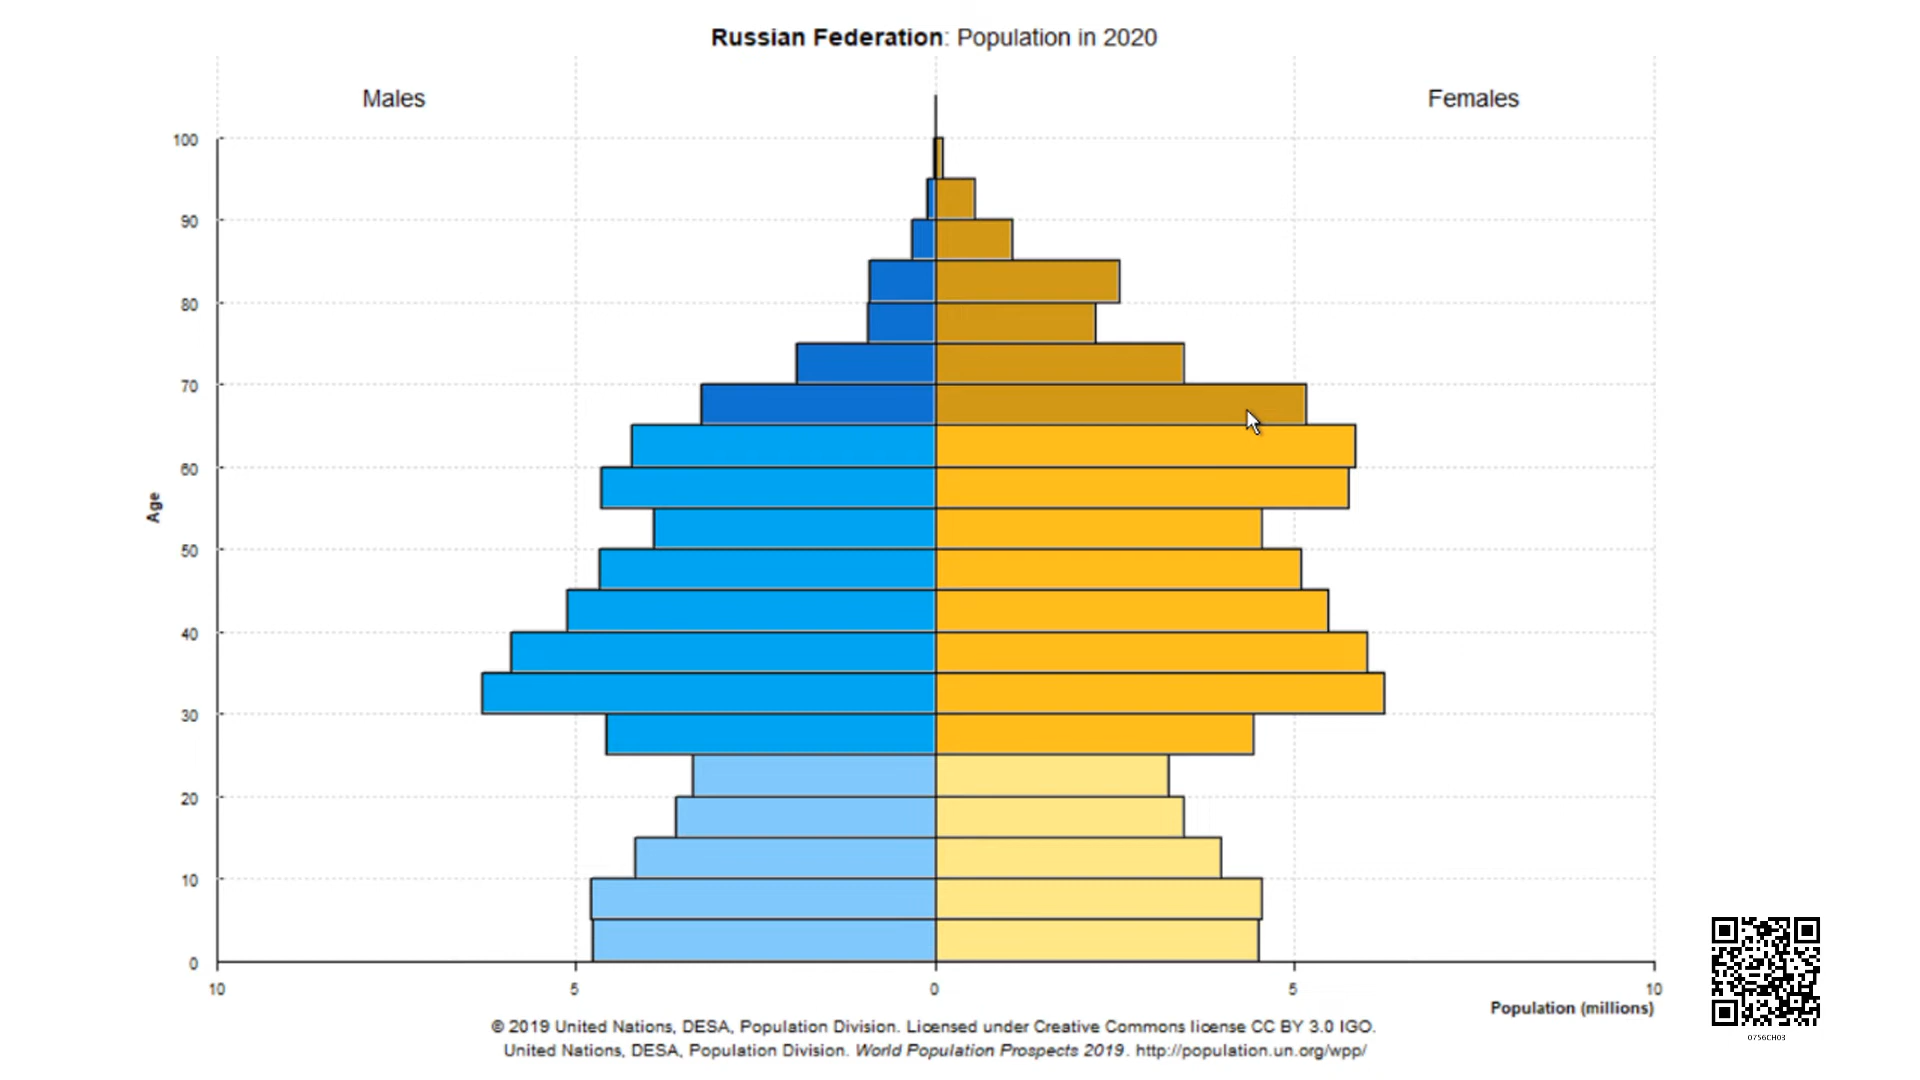 Russian Federation: Population in 2020
Males
Females
100
90
80
70
60
50
40
30
20
10
0
Age
10
5
0
5
10
Population (millions)
© 2019 United Nations, DESA, Population Division. Licensed under Creative Commons license CC BY 3.0 IGO.
United Nations, DESA, Population Division. World Population Prospects 2019. http://population.un.org/wpp/
0756CH03